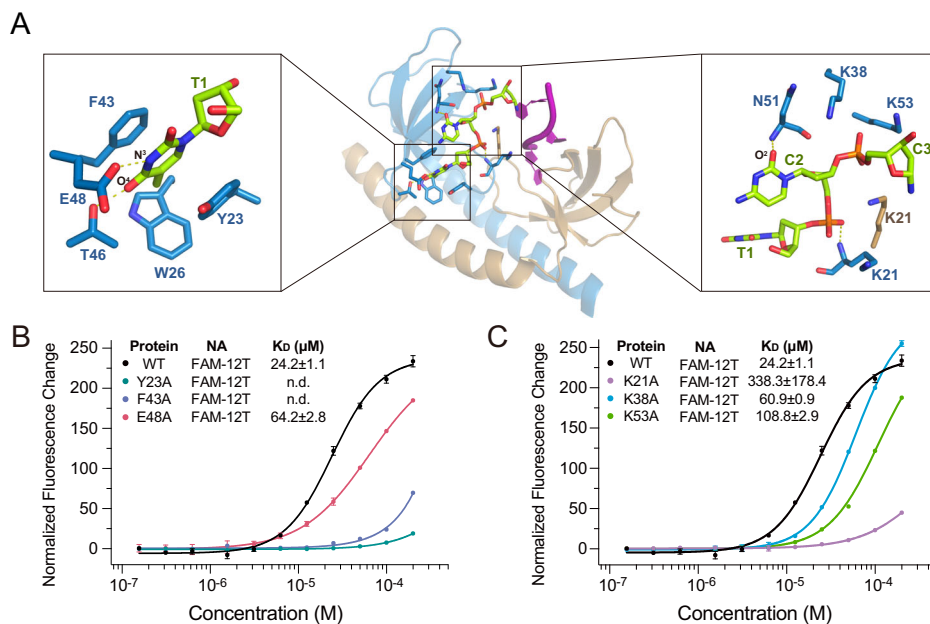 A
F43
T1
N³
O⁴
E48
T46
W26
Y23
K38
N51
K53
O²
C2
C3
K21
T1
K21
B
Protein NA KD (μM)
WT FAM-12T 24.2±1.1
Y23A FAM-12T n.d.
F43A FAM-12T n.d.
E48A FAM-12T 64.2±2.8
Normalized Fluorescence Change
250
200
150
100
50
0
10⁻⁷ 10⁻⁶ 10⁻⁵ 10⁻⁴
Concentration (M)
C
Protein NA KD (μM)
WT FAM-12T 24.2±1.1
K21A FAM-12T 338.3±178.4
K38A FAM-12T 60.9±0.9
K53A FAM-12T 108.8±2.9
Normalized Fluorescence Change
250
200
150
100
50
0
10⁻⁷ 10⁻⁶ 10⁻⁵ 10⁻⁴
Concentration (M)